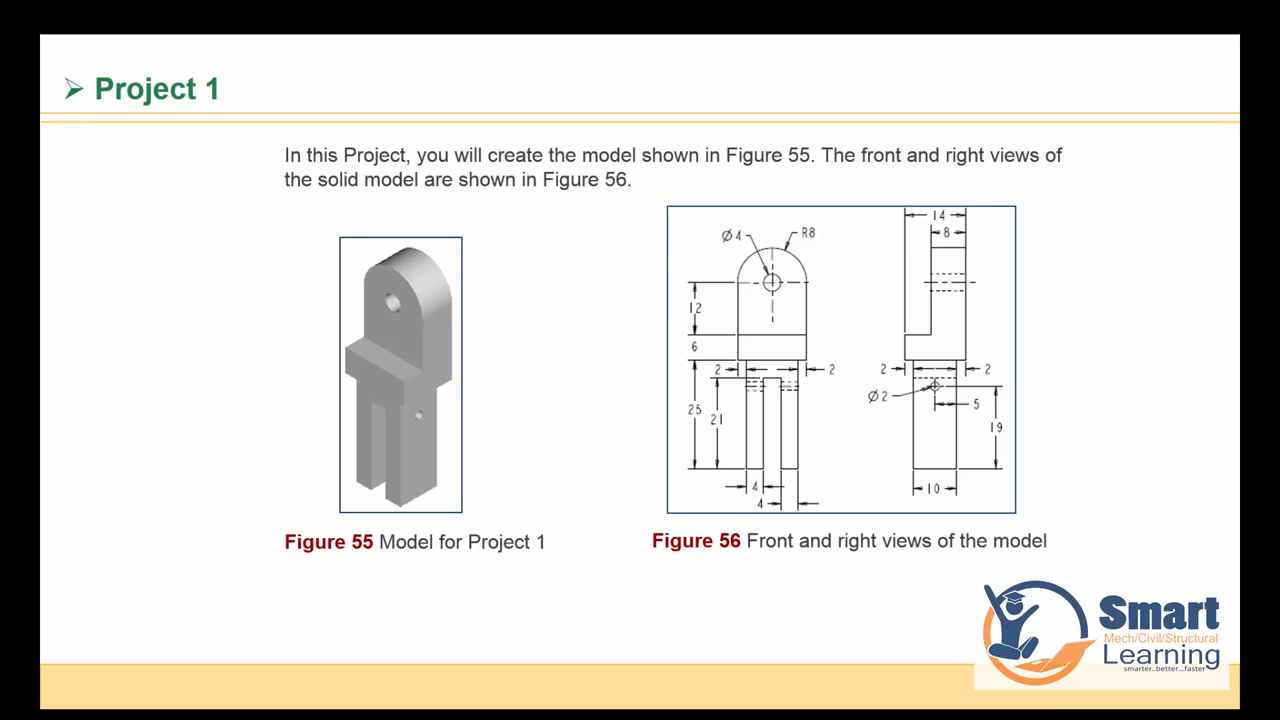 Project 1
In this Project, you will create the model shown in Figure 55. The front and right views of
the solid model are shown in Figure 56.
Ø4
R8
12
6
2
2
25
21
4
4
14
8
2
2
Ø2
5
19
10
Figure 55 Model for Project 1
Figure 56 Front and right views of the model
Smart
Mech/Civil/Structural
Learning
smarter..better...faster